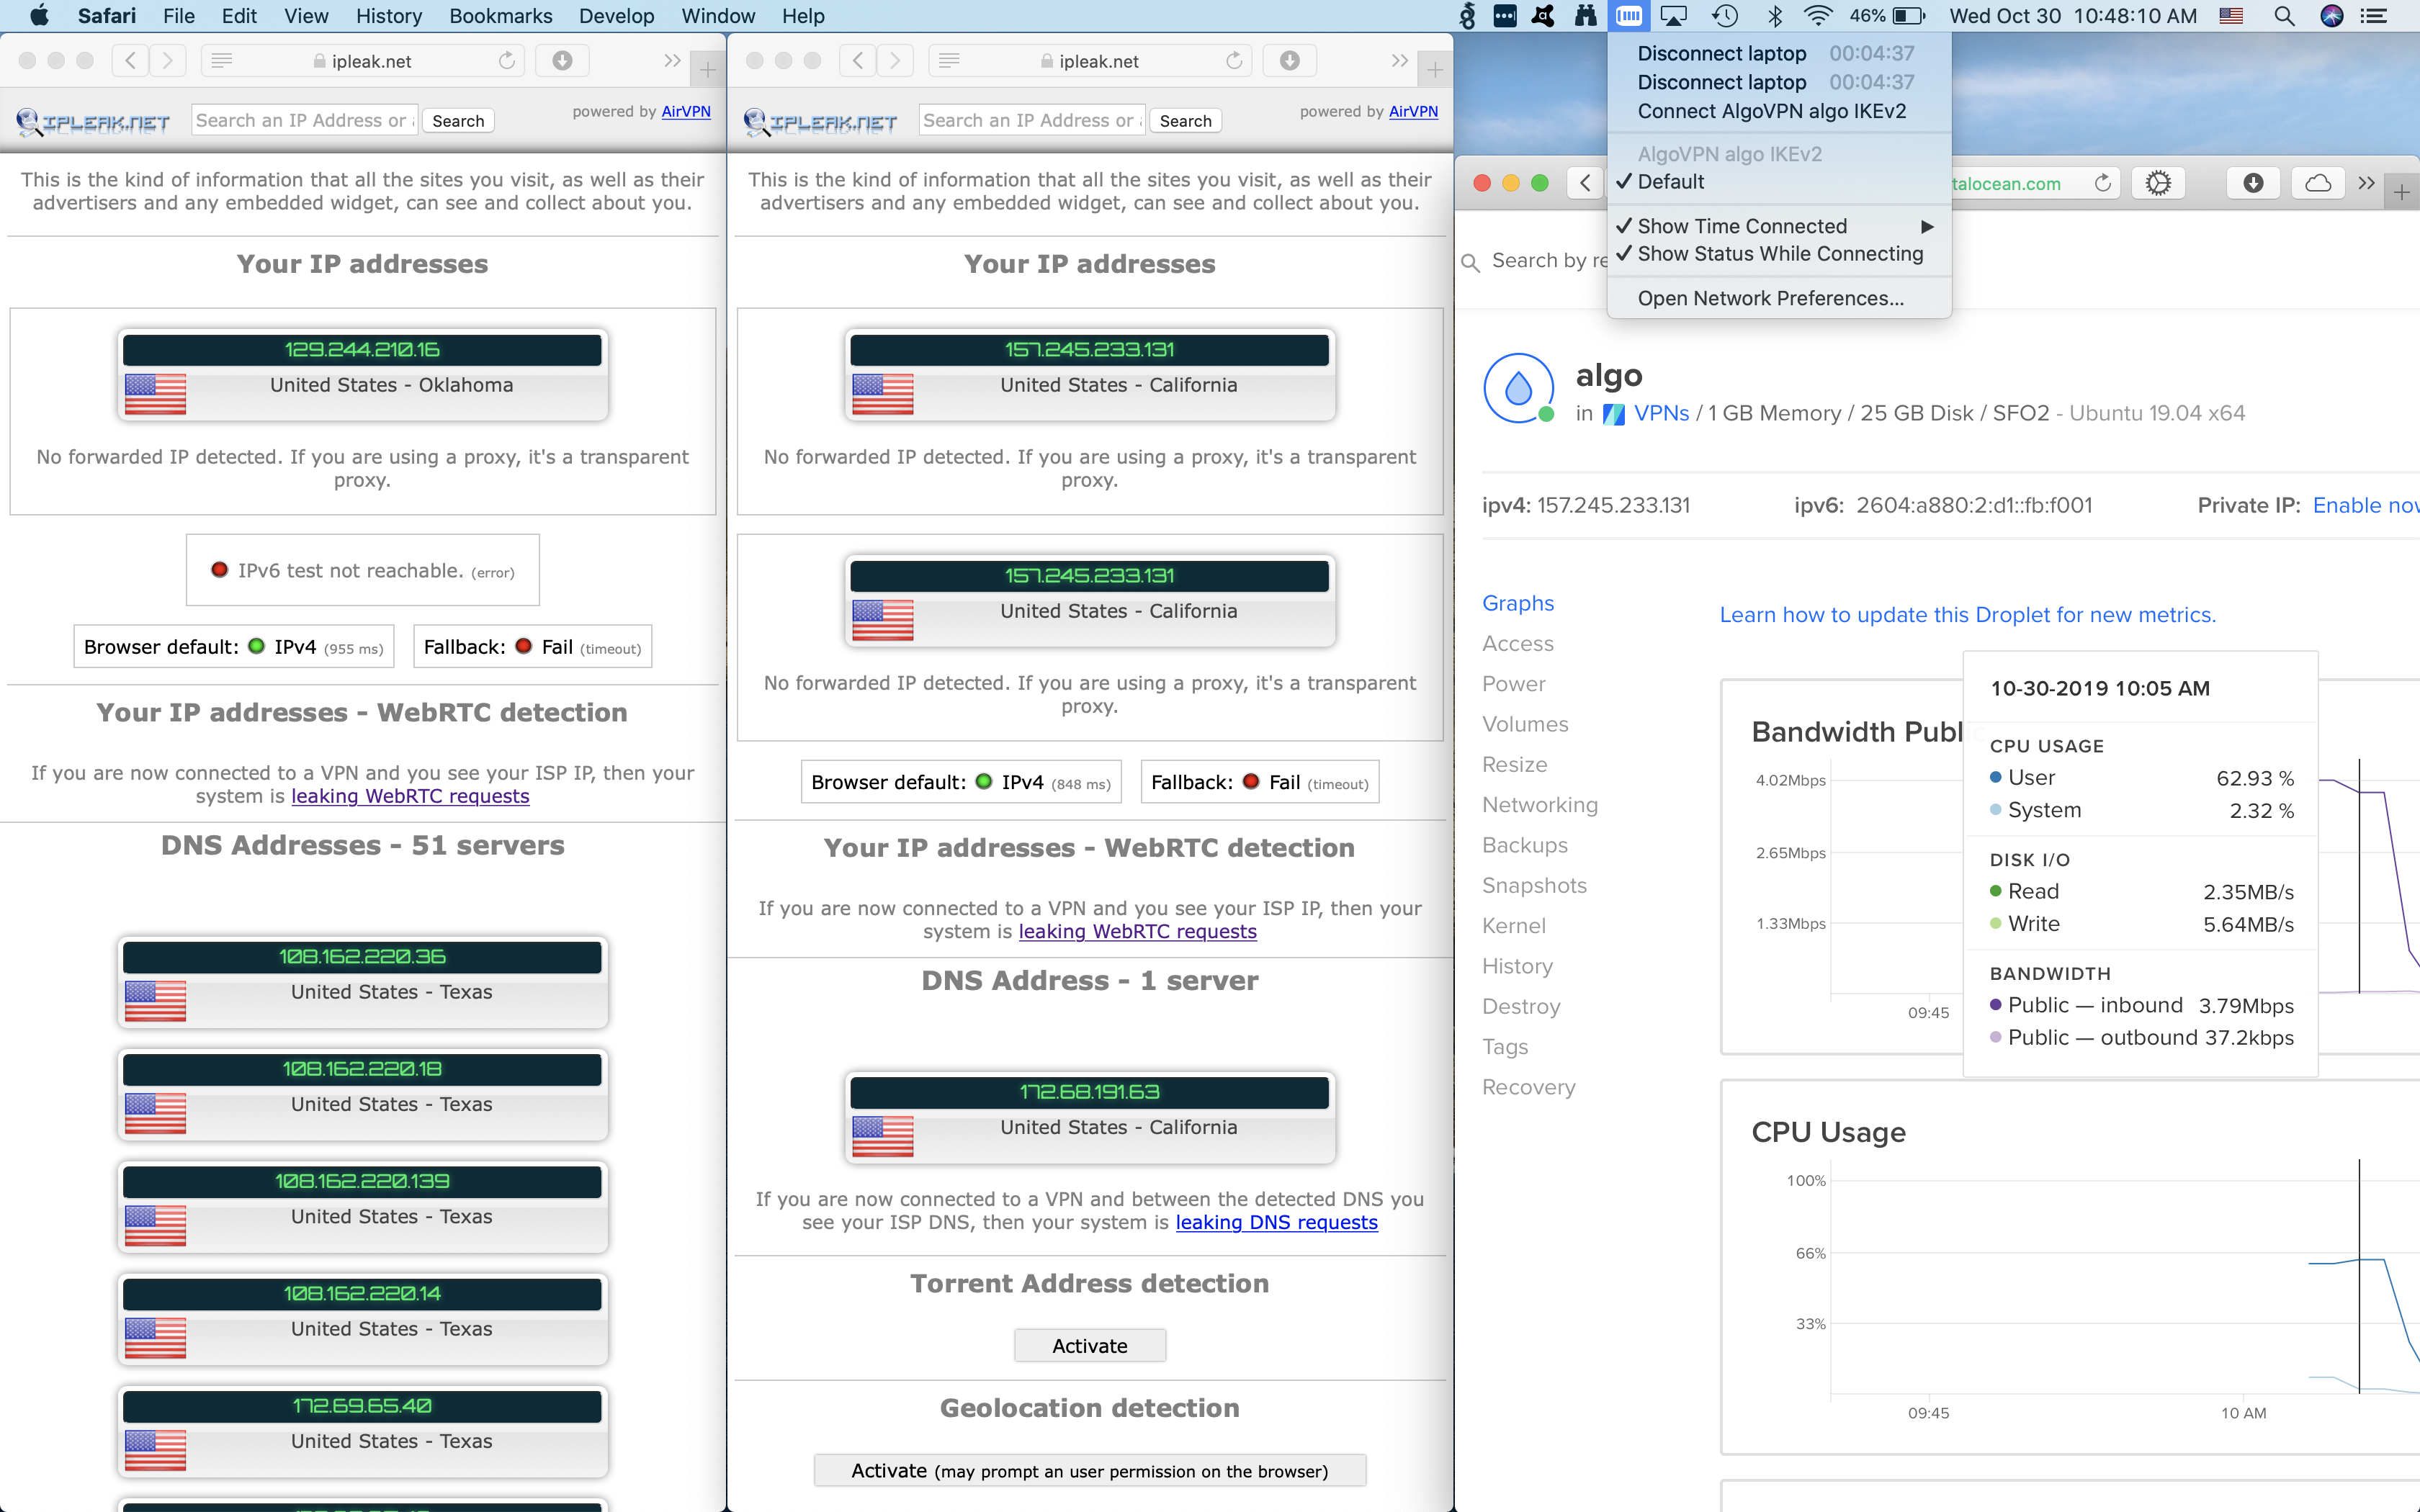 Safari File Edit View History Bookmarks Develop Window Help
46% Wed Oct 30 10:48:10 AM
ipleak.net
IPLEAK.NET
Search an IP Address or
Search
powered by AirVPN
This is the kind of information that all the sites you visit, as well as their
advertisers and any embedded widget, can see and collect about you.
Your IP addresses
129.244.210.16
United States - Oklahoma
No forwarded IP detected. If you are using a proxy, it's a transparent
proxy.
IPv6 test not reachable. (error)
Browser default: IPv4 (955 ms)
Fallback: Fail (timeout)
Your IP addresses - WebRTC detection
If you are now connected to a VPN and you see your ISP IP, then your
system is leaking WebRTC requests
DNS Addresses - 51 servers
108.162.220.36
United States - Texas
108.162.220.18
United States - Texas
108.162.220.139
United States - Texas
108.162.220.14
United States - Texas
172.69.65.40
United States - Texas
ipleak.net
IPLEAK.NET
Search an IP Address or
Search
powered by AirVPN
This is the kind of information that all the sites you visit, as well as their
advertisers and any embedded widget, can see and collect about you.
Your IP addresses
157.245.233.131
United States - California
No forwarded IP detected. If you are using a proxy, it's a transparent
proxy.
157.245.233.131
United States - California
No forwarded IP detected. If you are using a proxy, it's a transparent
proxy.
Browser default: IPv4 (848 ms)
Fallback: Fail (timeout)
Your IP addresses - WebRTC detection
If you are now connected to a VPN and you see your ISP IP, then your
system is leaking WebRTC requests
DNS Address - 1 server
172.68.191.63
United States - California
If you are now connected to a VPN and between the detected DNS you
see your ISP DNS, then your system is leaking DNS requests
Torrent Address detection
Activate
Geolocation detection
Activate (may prompt an user permission on the browser)
Disconnect laptop 00:04:37
Disconnect laptop 00:04:37
Connect AlgoVPN algo IKEv2
AlgoVPN algo IKEv2
Default
Show Time Connected
Show Status While Connecting
Open Network Preferences...
talocean.com
Search by re
algo
in VPNs / 1 GB Memory / 25 GB Disk / SFO2 - Ubuntu 19.04 x64
ipv4: 157.245.233.131 ipv6: 2604:a880:2:d1::fb:f001 Private IP: Enable nov
Graphs
Access
Power
Volumes
Resize
Networking
Backups
Snapshots
Kernel
History
Destroy
Tags
Recovery
Learn how to update this Droplet for new metrics.
Bandwidth Publ
4.02Mbps
2.65Mbps
1.33Mbps
09:45
10-30-2019 10:05 AM
CPU USAGE
User 62.93 %
System 2.32 %
DISK I/O
Read 2.35MB/s
Write 5.64MB/s
BANDWIDTH
Public — inbound 3.79Mbps
Public — outbound 37.2kbps
CPU Usage
100%
66%
33%
09:45 10 AM